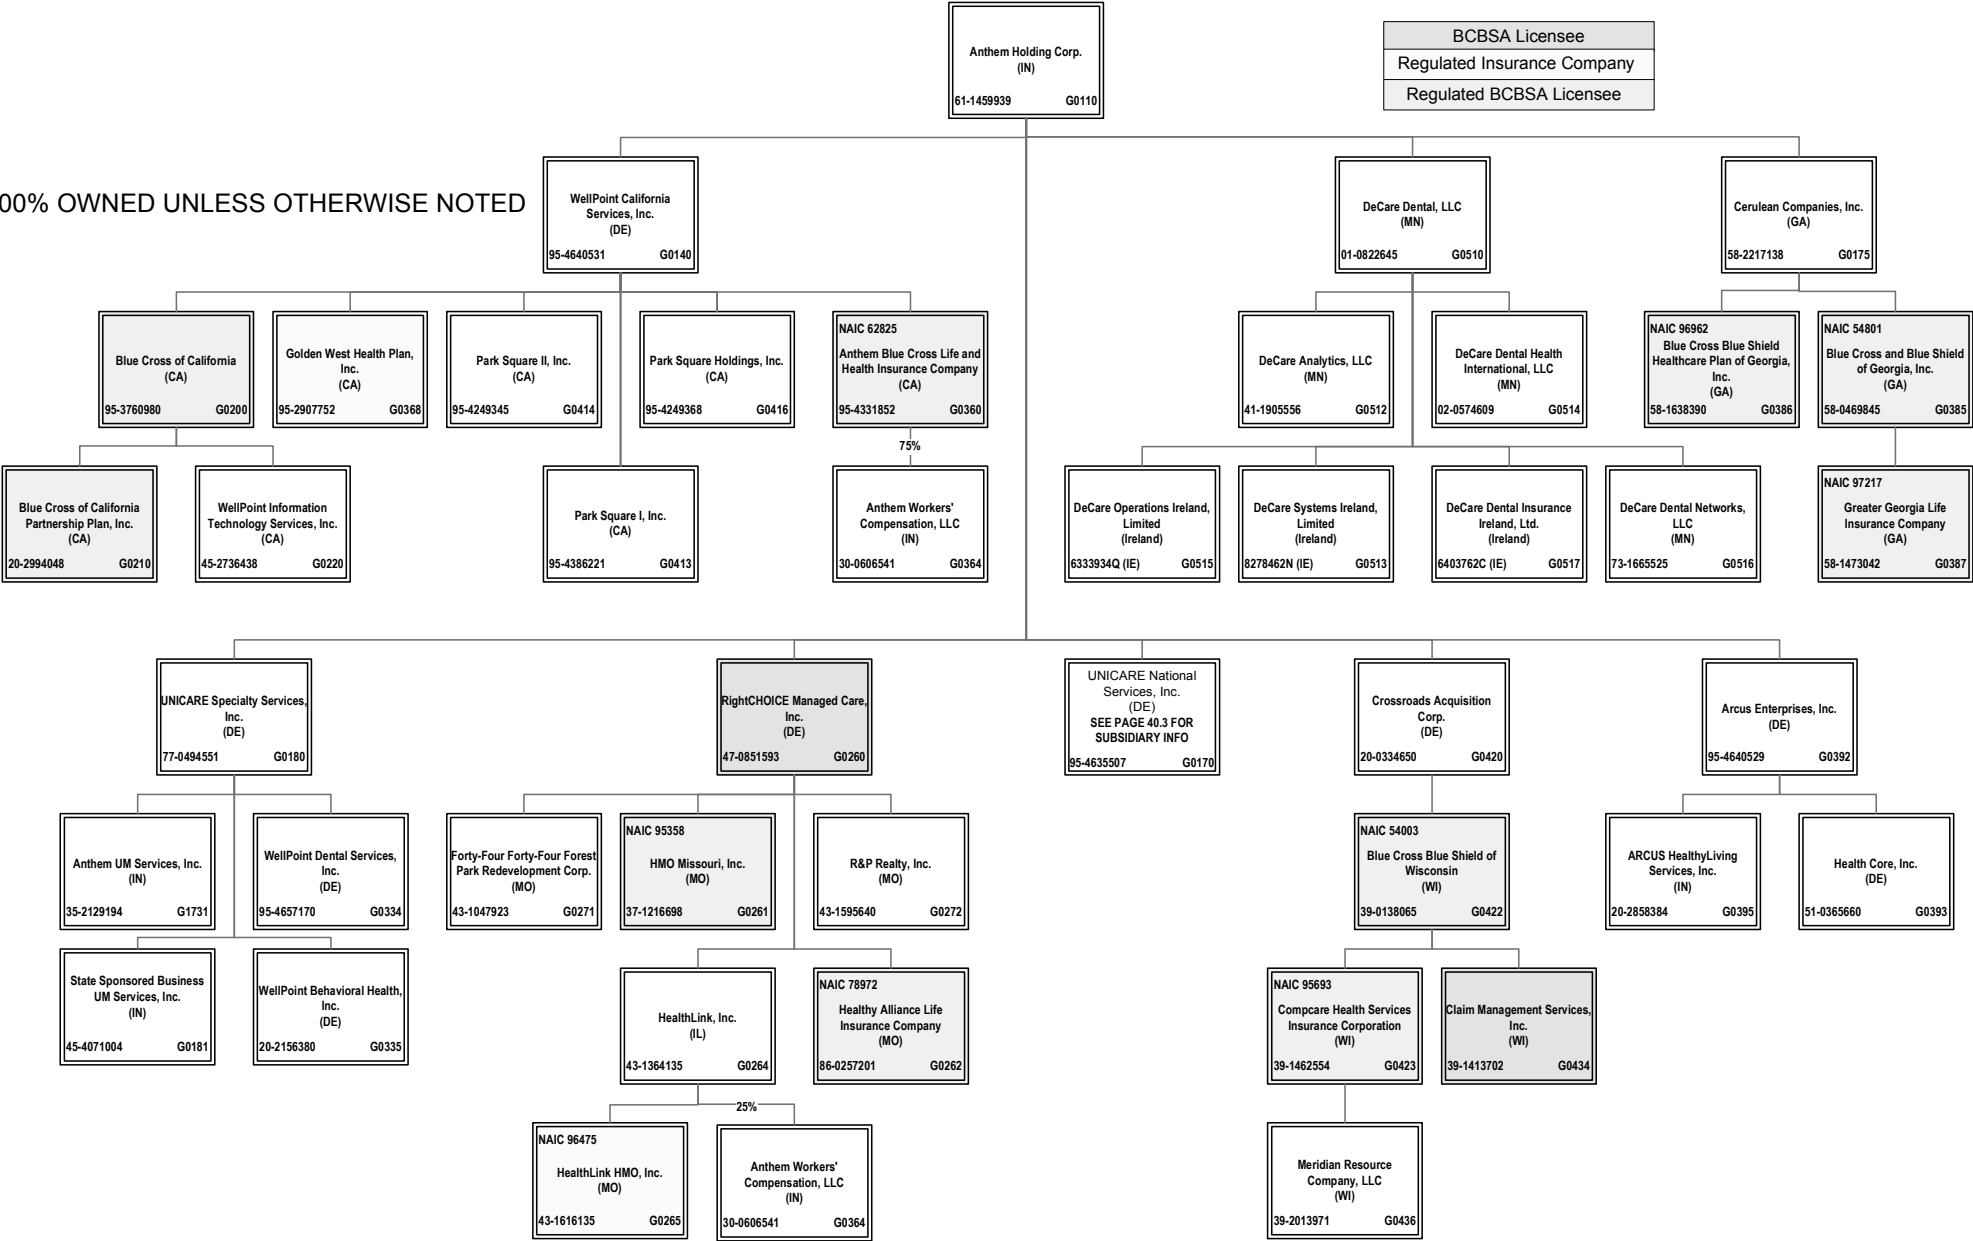 Anthem Holding Corp.
(IN)
61-1459939 G0110
BCBSA Licensee
Regulated Insurance Company
Regulated BCBSA Licensee
00% OWNED UNLESS OTHERWISE NOTED
WellPoint California
Services, Inc.
(DE)
95-4640531 G0140
DeCare Dental, LLC
(MN)
01-0822645 G0510
Cerulean Companies, Inc.
(GA)
58-2217138 G0175
Blue Cross of California
(CA)
95-3760980 G0200
Golden West Health Plan,
Inc.
(CA)
95-2907752 G0368
Park Square II, Inc.
(CA)
95-4249345 G0414
Park Square Holdings, Inc.
(CA)
95-4249368 G0416
NAIC 62825
Anthem Blue Cross Life and
Health Insurance Company
(CA)
95-4331852 G0360
DeCare Analytics, LLC
(MN)
41-1905556 G0512
DeCare Dental Health
International, LLC
(MN)
02-0574609 G0514
NAIC 96962
Blue Cross Blue Shield
Healthcare Plan of Georgia,
Inc.
(GA)
58-1638390 G0386
NAIC 54801
Blue Cross and Blue Shield
of Georgia, Inc.
(GA)
58-0469845 G0385
75%
Blue Cross of California
Partnership Plan, Inc.
(CA)
20-2994048 G0210
WellPoint Information
Technology Services, Inc.
(CA)
45-2736438 G0220
Park Square I, Inc.
(CA)
95-4386221 G0413
Anthem Workers'
Compensation, LLC
(IN)
30-0606541 G0364
DeCare Operations Ireland,
Limited
(Ireland)
6333934Q (IE) G0515
DeCare Systems Ireland,
Limited
(Ireland)
8278462N (IE) G0513
DeCare Dental Insurance
Ireland, Ltd.
(Ireland)
6403762C (IE) G0517
DeCare Dental Networks,
LLC
(MN)
73-1665525 G0516
NAIC 97217
Greater Georgia Life
Insurance Company
(GA)
58-1473042 G0387
UNICARE Specialty Services,
Inc.
(DE)
77-0494551 G0180
RightCHOICE Managed Care,
Inc.
(DE)
47-0851593 G0260
UNICARE National
Services, Inc.
(DE)
SEE PAGE 40.3 FOR
SUBSIDIARY INFO
95-4635507 G0170
Crossroads Acquisition
Corp.
(DE)
20-0334650 G0420
Arcus Enterprises, Inc.
(DE)
95-4640529 G0392
Anthem UM Services, Inc.
(IN)
35-2129194 G1731
WellPoint Dental Services,
Inc.
(DE)
95-4657170 G0334
Forty-Four Forty-Four Forest
Park Redevelopment Corp.
(MO)
43-1047923 G0271
NAIC 95358
HMO Missouri, Inc.
(MO)
37-1216698 G0261
R&P Realty, Inc.
(MO)
43-1595640 G0272
NAIC 54003
Blue Cross Blue Shield of
Wisconsin
(WI)
39-0138065 G0422
ARCUS HealthyLiving
Services, Inc.
(IN)
20-2858384 G0395
Health Core, Inc.
(DE)
51-0365660 G0393
State Sponsored Business
UM Services, Inc.
(IN)
45-4071004 G0181
WellPoint Behavioral Health,
Inc.
(DE)
20-2156380 G0335
HealthLink, Inc.
(IL)
43-1364135 G0264
NAIC 78972
Healthy Alliance Life
Insurance Company
(MO)
86-0257201 G0262
NAIC 95693
Compcare Health Services
Insurance Corporation
(WI)
39-1462554 G0423
Claim Management Services,
Inc.
(WI)
39-1413702 G0434
25%
NAIC 96475
HealthLink HMO, Inc.
(MO)
43-1616135 G0265
Anthem Workers'
Compensation, LLC
(IN)
30-0606541 G0364
Meridian Resource
Company, LLC
(WI)
39-2013971 G0436